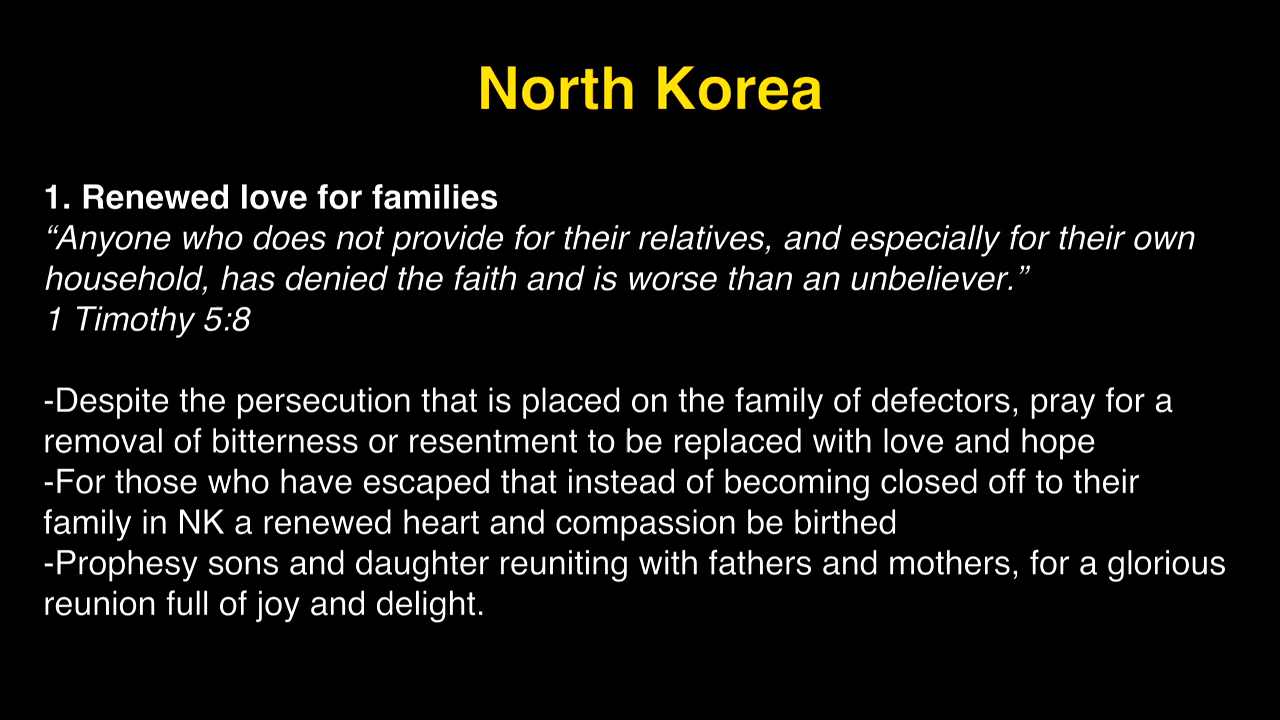 North Korea
1. Renewed love for families
“Anyone who does not provide for their relatives, and especially for their own
household, has denied the faith and is worse than an unbeliever.”
1 Timothy 5:8
-Despite the persecution that is placed on the family of defectors, pray for a
removal of bitterness or resentment to be replaced with love and hope
-For those who have escaped that instead of becoming closed off to their
family in NK a renewed heart and compassion be birthed
-Prophesy sons and daughter reuniting with fathers and mothers, for a glorious
reunion full of joy and delight.